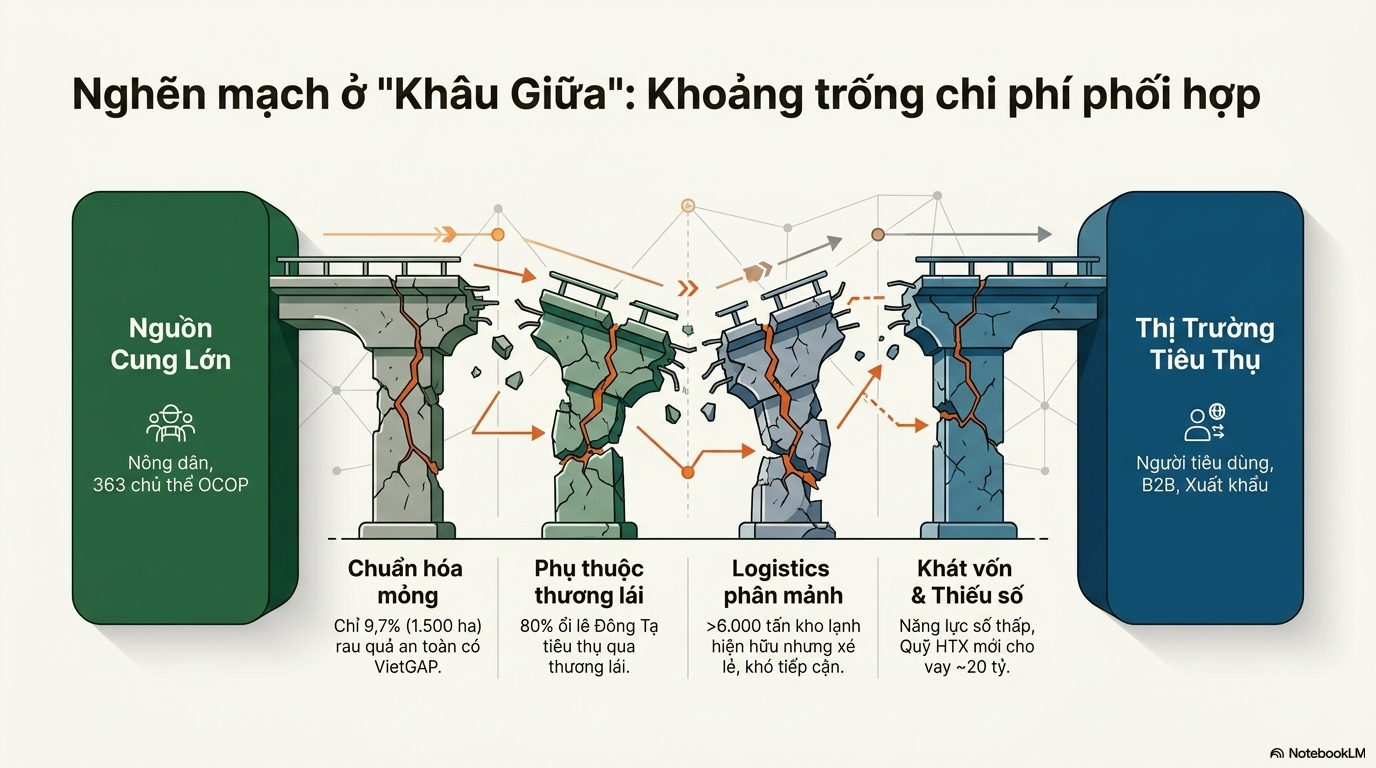 Nghẽn mạch ở "Khâu Giữa": Khoảng trống chi phí phối hợp
Nguồn
Cung Lớn
Nông dân,
363 chủ thể OCOP
Thị Trường
Tiêu Thụ
Người tiêu dùng,
B2B, Xuất khẩu
Chuẩn hóa
mỏng
Chỉ 9,7% (1.500 ha)
rau quả an toàn có
VietGAP.
Phụ thuộc
thương lái
80% ổi lê Đông Tạ
tiêu thụ qua
thương lái.
Logistics
phân mảnh
>6.000 tấn kho lạnh
hiện hữu nhưng xé
lẻ, khó tiếp cận.
Khát vốn
& Thiếu số
Năng lực số thấp,
Quỹ HTX mới cho
vay ~20 tỷ.
NotebookLM